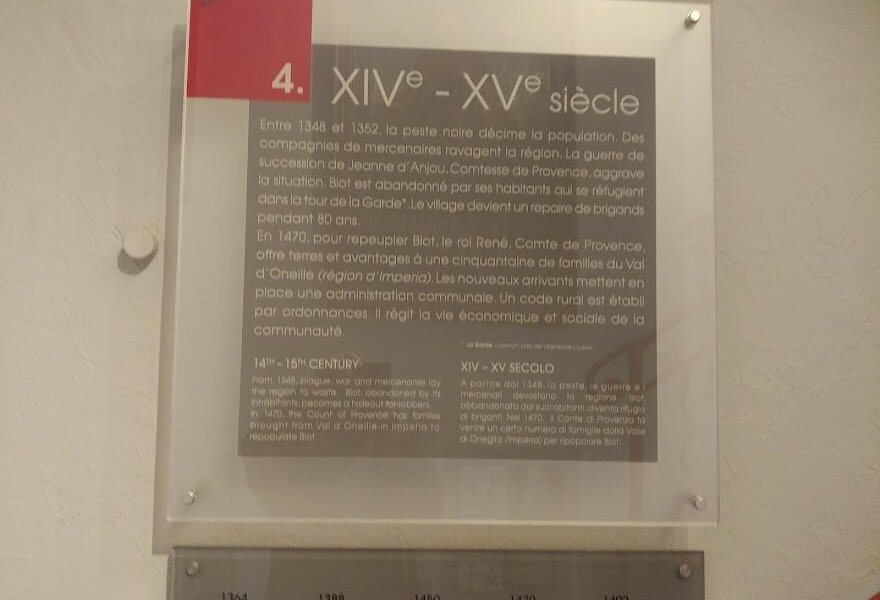 4.
XIVe - XVe siècle
Entre 1348 et 1352, la peste noire décime la population. Des
compagnies de mercenaires ravagent la région. La guerre de
succession de Jeanne d'Anjou, Comtesse de Provence, aggrave
la situation. Biot est abandonné par ses habitants qui se réfugient
dans la tour de la Garde*. Le village devient un repaire de brigands
pendant 80 ans.
En 1470, pour repeupler Biot, le roi René, Comte de Provence,
offre terres et avantages à une cinquantaine de familles du Val
d'Oneille (région d'Imperia). Les nouveaux arrivants mettent en
place une administration communale. Un code rural est établi
par ordonnances. Il régit la vie économique et sociale de la
communauté.
* La Garde près de Villeneuve-Loubet
14TH - 15TH CENTURY
From 1348, plague, war and mercenaries lay
the region to waste. Biot, abandoned by its
inhabitants, becomes a hideout for robbers.
In 1470, the Count of Provence has families
brought from Val d'Oneille in Imperia to
repopulate Biot.
XIV - XV SECOLO
A partire dal 1348, la peste, le guerre e i
mercenari devastano la regione. Biot,
abbandonata dai suoi abitanti, diventa rifugio
di briganti. Nel 1470, il Conte di Provenza fa
venire un certo numero di famiglie dalla Valle
di Oneglia (Imperia) per ripopolare Biot.
1364 1388 1450 1470